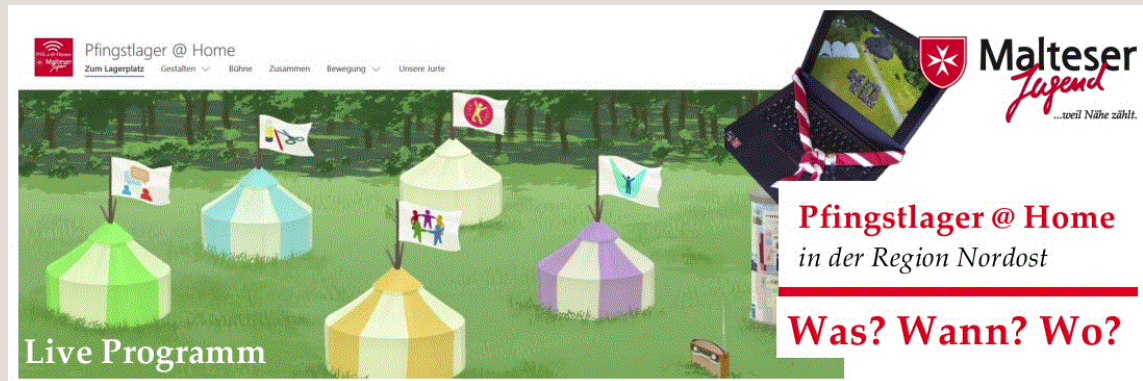 Pfingstlager @ Home
Zum Lagerplatz Gestalten Bühne Zusammen Bewegung Unsere Jurte
Malteser
Jugend
...weil Nähe zählt.
Pfingstlager @ Home
in der Region Nordost
Was? Wann? Wo?
Live Programm